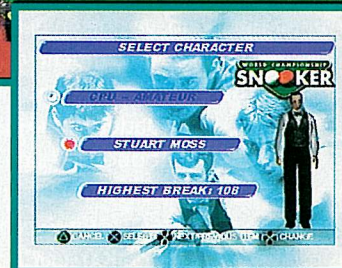 SELECT CHARACTER
WORLD CHAMPIONSHIP
SNOOKER
CPU - AMATEUR
STUART MOSS
HIGHEST BREAK: 108
CANCEL SELECT NEXT/PREVIOUS ITEM CHANGE